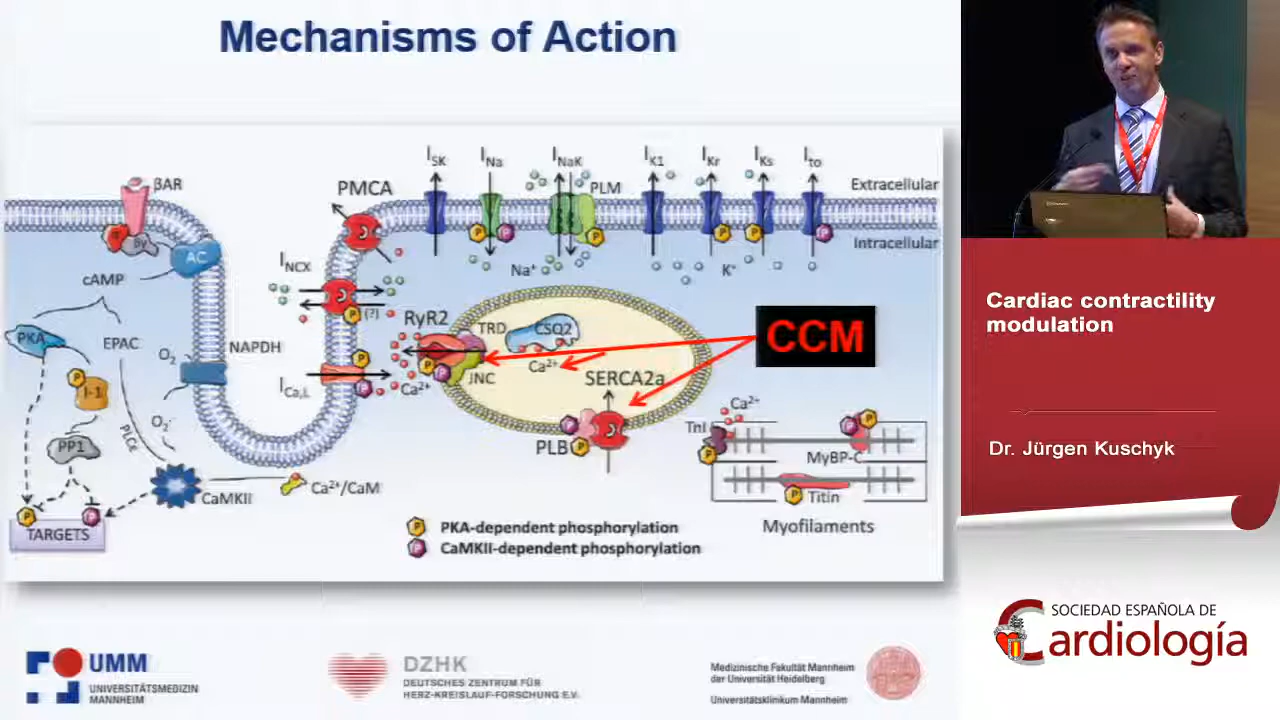 Mechanisms of Action
βAR
βγ
AC
cAMP
PKA
EPAC
I-1
PP1
PLCε
O₂
NAPDH
O₂⁻
CaMKII
Ca²⁺/CaM
TARGETS
P
P
P
PMCA
I_NCX
P
(?)
I_Ca,L
P
P
I_SK
I_Na
I_NaK
PLM
I_K1
I_Kr
I_Ks
I_to
Extracellular
Intracellular
P
P
P
P
P
P
Na⁺
K⁺
RyR2
TRD
CSQ2
Ca²⁺
Ca²⁺
JNC
P
P
SERCA2a
PLB
P
P
CCM
TnI
Ca²⁺
P
P
P
MyBP-C
P
Titin
Myofilaments
P PKA-dependent phosphorylation
P CaMKII-dependent phosphorylation
UMM
UNIVERSITÄTSMEDIZIN
MANNHEIM
DZHK
DEUTSCHES ZENTRUM FÜR
HERZ-KREISLAUF-FORSCHUNG E.V.
Medizinische Fakultät Mannheim
der Universität Heidelberg
Universitätsklinikum Mannheim
Cardiac contractility
modulation
Dr. Jürgen Kuschyk
SOCIEDAD ESPAÑOLA DE
Cardiología